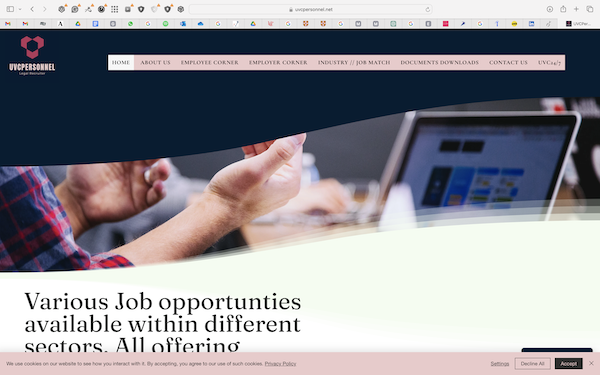 uvcpersonnel.net
UVCPERSONNEL
Legal Recruiter
HOME ABOUT US EMPLOYEE CORNER EMPLOYER CORNER INDUSTRY // JOB MATCH DOCUMENTS DOWNLOADS CONTACT US UVC24/7
Various Job opportunties
available within different
sectors. All offering
We use cookies on our website to see how you interact with it. By accepting, you agree to our use of such cookies. Privacy Policy
Settings
Decline All
Accept